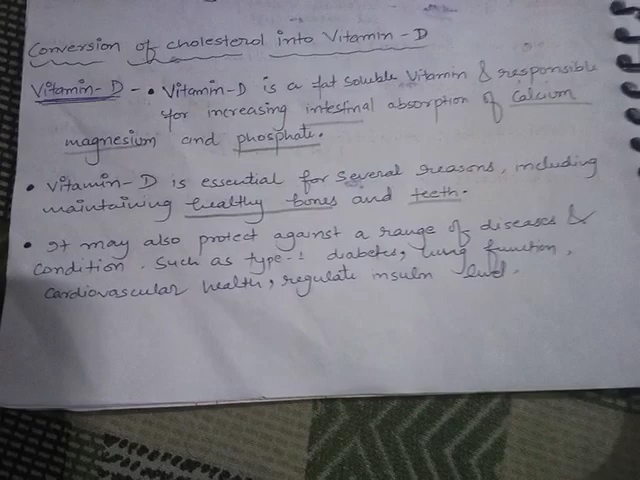 Conversion of cholesterol into Vitamin-D
Vitamin-D - • Vitamin-D is a fat soluble vitamin & responsible
for increasing intestinal absorption of Calcium
magnesium and phosphate.
• Vitamin-D is essential for several reasons, including
maintaining healthy bones and teeth.
• It may also protect against a range of diseases &
condition. Such as type-1 diabetes, lung function,
Cardiovascular health, regulate insulin level.